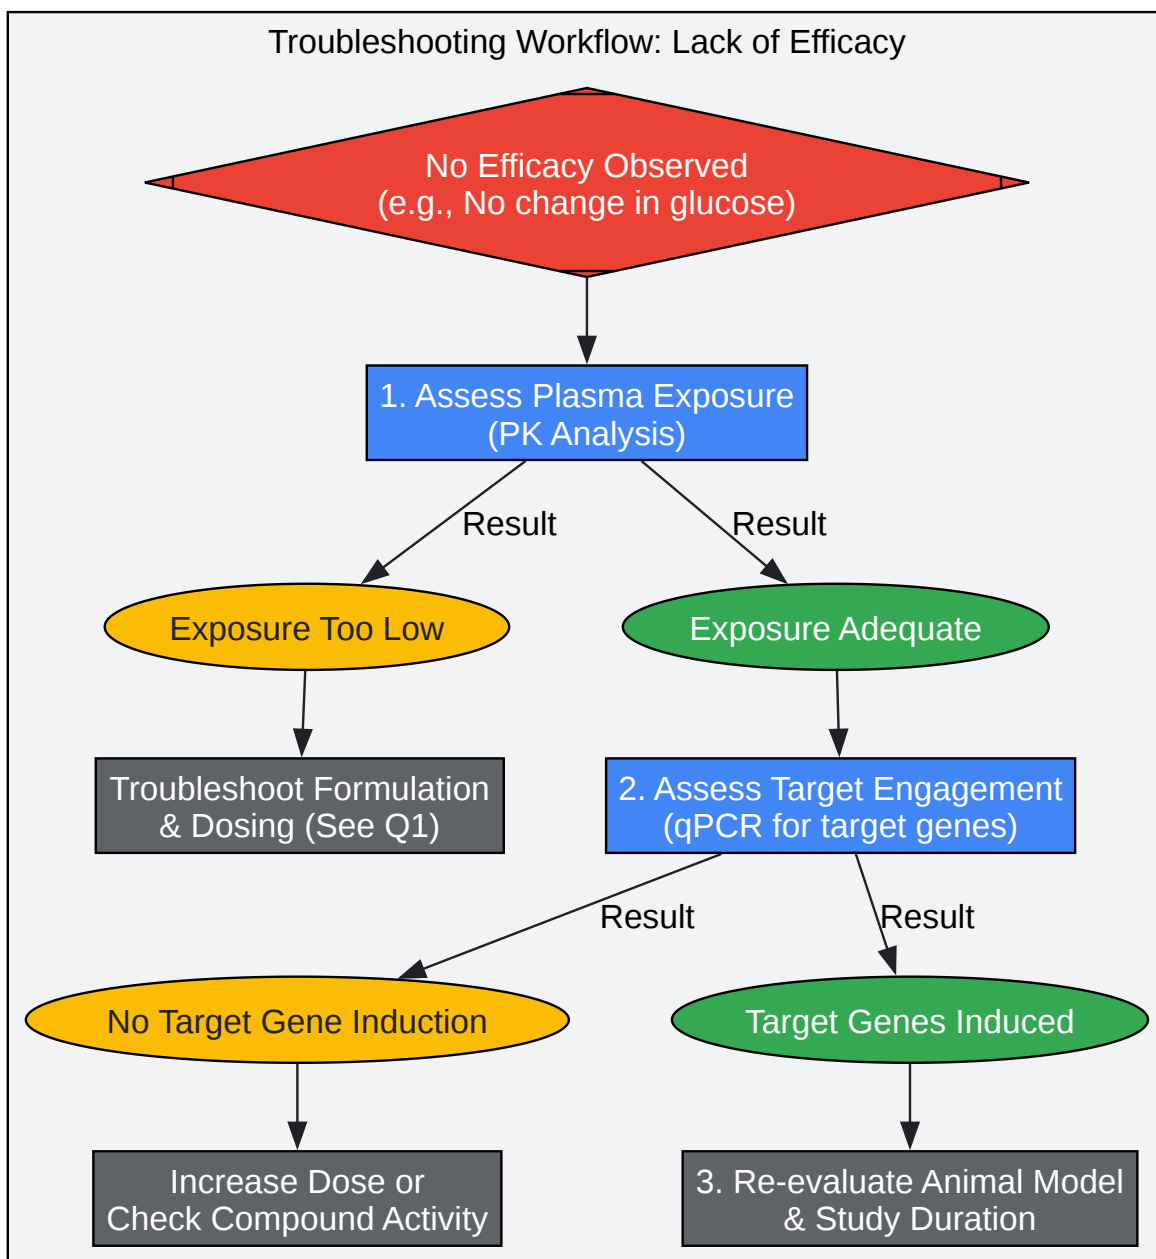 Troubleshooting Workflow: Lack of Efficacy
No Efficacy Observed
(e.g., No change in glucose)
1. Assess Plasma Exposure
(PK Analysis)
Result
Result
Exposure Too Low
Exposure Adequate
Troubleshoot Formulation
& Dosing (See Q1)
2. Assess Target Engagement
(qPCR for target genes)
Result
Result
No Target Gene Induction
Target Genes Induced
Increase Dose or
Check Compound Activity
3. Re-evaluate Animal Model
& Study Duration